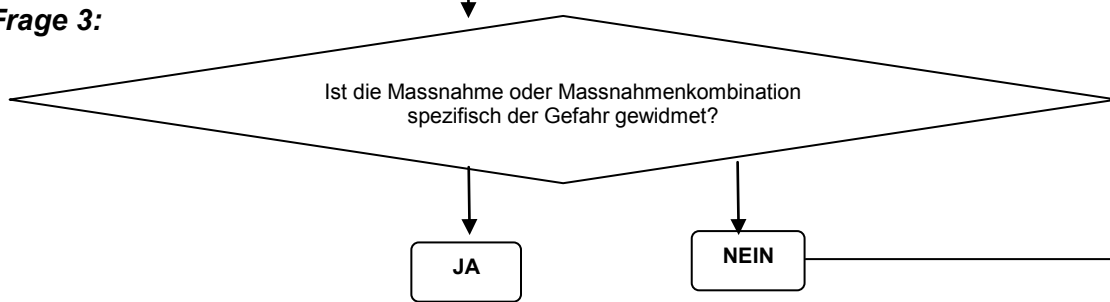 Frage 3:
Ist die Massnahme oder Massnahmenkombination
spezifisch der Gefahr gewidmet?
JA
NEIN